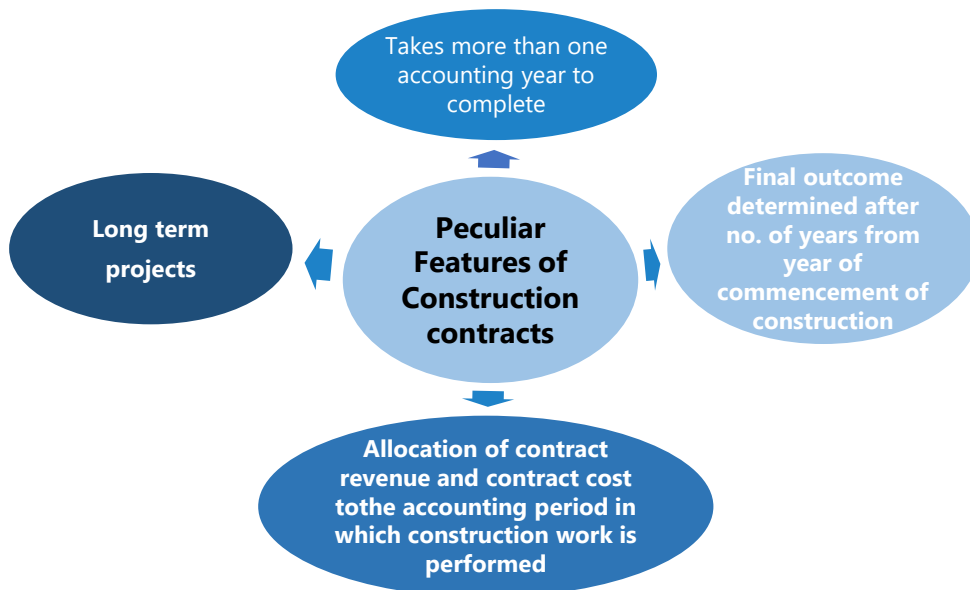 Takes more than one
accounting year to
complete
Long term
projects
Peculiar
Features of
Construction
contracts
Final outcome
determined after
no. of years from
year of
commencement of
construction
Allocation of contract
revenue and contract cost
tothe accounting period in
which construction work is
performed